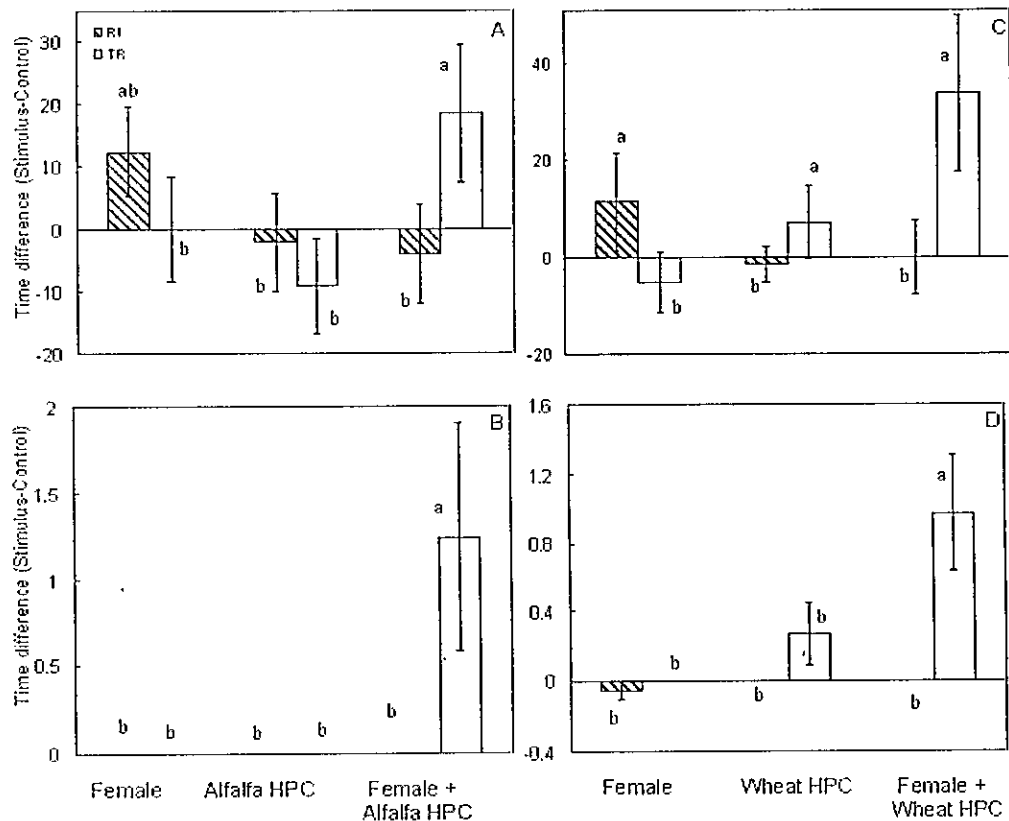 Time difference (Stimulus-Control)
30
20
10
0
-10
-20
RI
TR
A
ab
b
b
b
b
a
40
20
0
-20
C
a
b
b
a
b
a
Time difference (Stimulus-Control)
2
1.5
1
0.5
0
B
b
b
b
b
b
a
Female
Alfalfa HPC
Female +
Alfalfa HPC
1.6
1.2
0.8
0.4
0
-0.4
D
b
b
b
b
b
a
Female
Wheat HPC
Female +
Wheat HPC